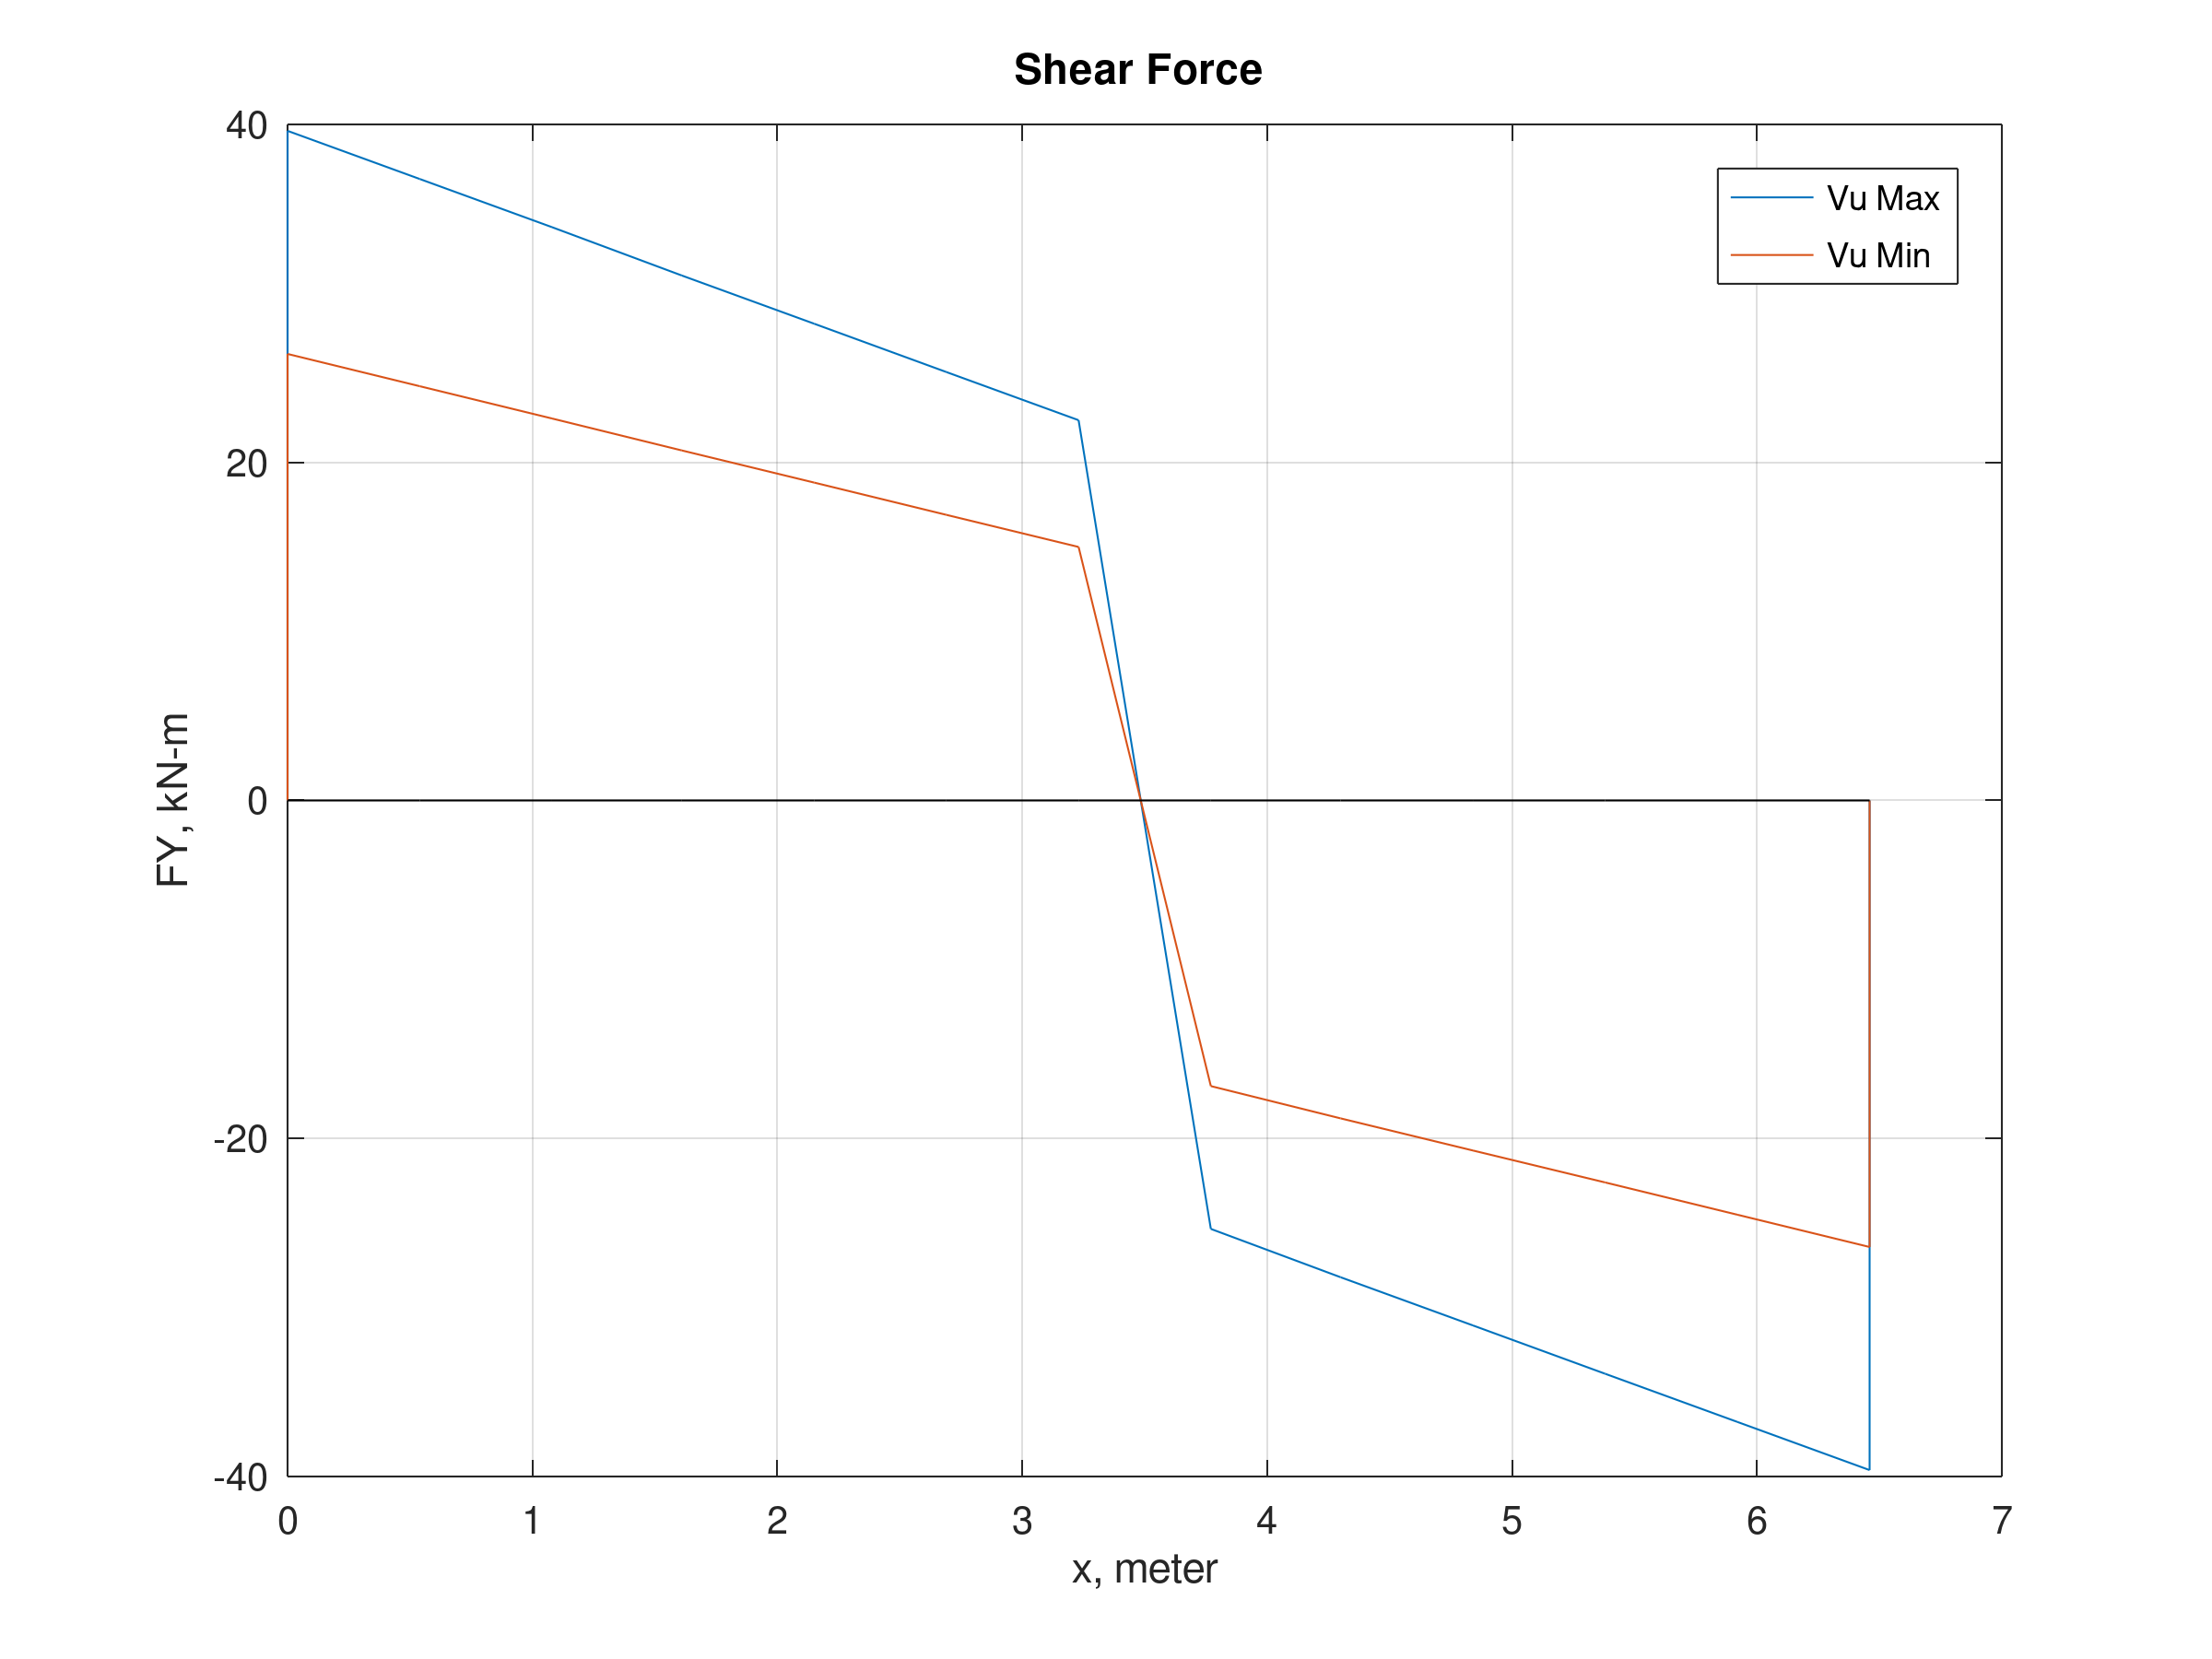 Shear Force
40
20
0
-20
-40
FY, kN-m
Vu Max
Vu Min
0 1 2 3 4 5 6 7
x, meter